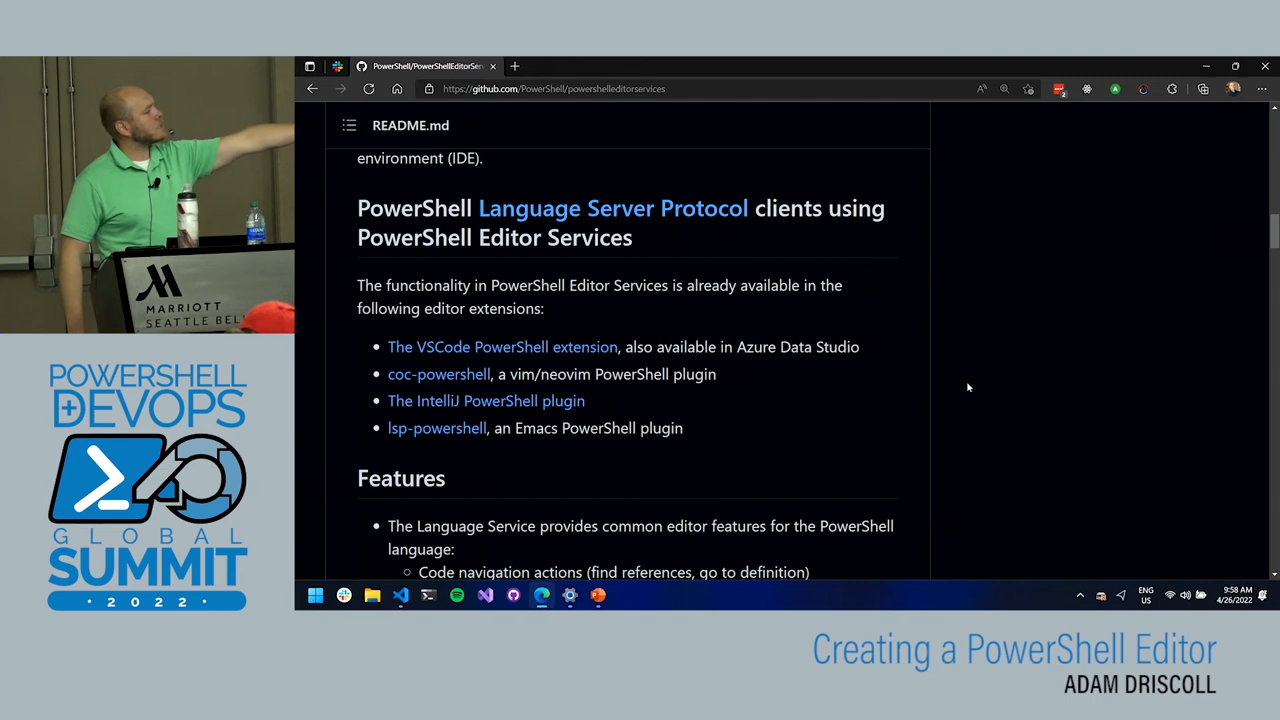 PowerShell/PowerShellEditorSer
https://github.com/PowerShell/powershelleditorservices
README.md
environment (IDE).
PowerShell Language Server Protocol clients using
PowerShell Editor Services
The functionality in PowerShell Editor Services is already available in the
following editor extensions:
• The VSCode PowerShell extension, also available in Azure Data Studio
• coc-powershell, a vim/neovim PowerShell plugin
• The IntelliJ PowerShell plugin
• lsp-powershell, an Emacs PowerShell plugin
Features
• The Language Service provides common editor features for the PowerShell
language:
○ Code navigation actions (find references, go to definition)
ENG
US
9:58 AM
4/26/2022
MARRIOTT
SEATTLE BEL
POWERSHELL
+DEVOPS
GLOBAL
SUMMIT
· 2022 ·
Creating a PowerShell Editor
ADAM DRISCOLL